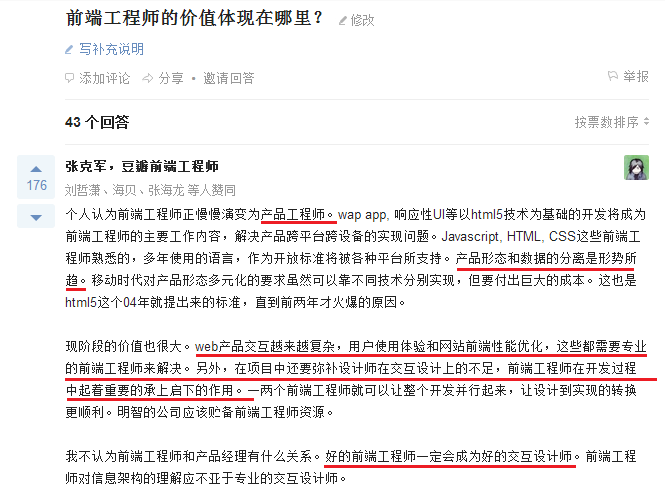 前端工程师的价值体现在哪里？ 修改
写补充说明
添加评论 分享 • 邀请回答 举报
43 个回答 按票数排序
176
张克军，豆瓣前端工程师
刘哲潇、海贝、张海龙 等人赞同
个人认为前端工程师正慢慢演变为产品工程师。wap app, 响应性UI等以html5技术为基础的开发将成为
前端工程师的主要工作内容，解决产品跨平台跨设备的实现问题。Javascript, HTML, CSS这些前端工
程师熟悉的，多年使用的语言，作为开放标准将被各种平台所支持。产品形态和数据的分离是形势所
趋。移动时代对产品形态多元化的要求虽然可以靠不同技术分别实现，但要付出巨大的成本。这也是
html5这个04年就提出来的标准，直到前两年才火爆的原因。
现阶段的价值也很大。web产品交互越来越复杂，用户使用体验和网站前端性能优化，这些都需要专业
的前端工程师来解决。另外，在项目中还要弥补设计师在交互设计上的不足，前端工程师在开发过程
中起着重要的承上启下的作用。一两个前端工程师就可以让整个开发并行起来，让设计到实现的转换
更顺利。明智的公司应该贮备前端工程师资源。
我不认为前端工程师和产品经理有什么关系。好的前端工程师一定会成为好的交互设计师。前端工程
师对信息架构的理解应不亚于专业的交互设计师。